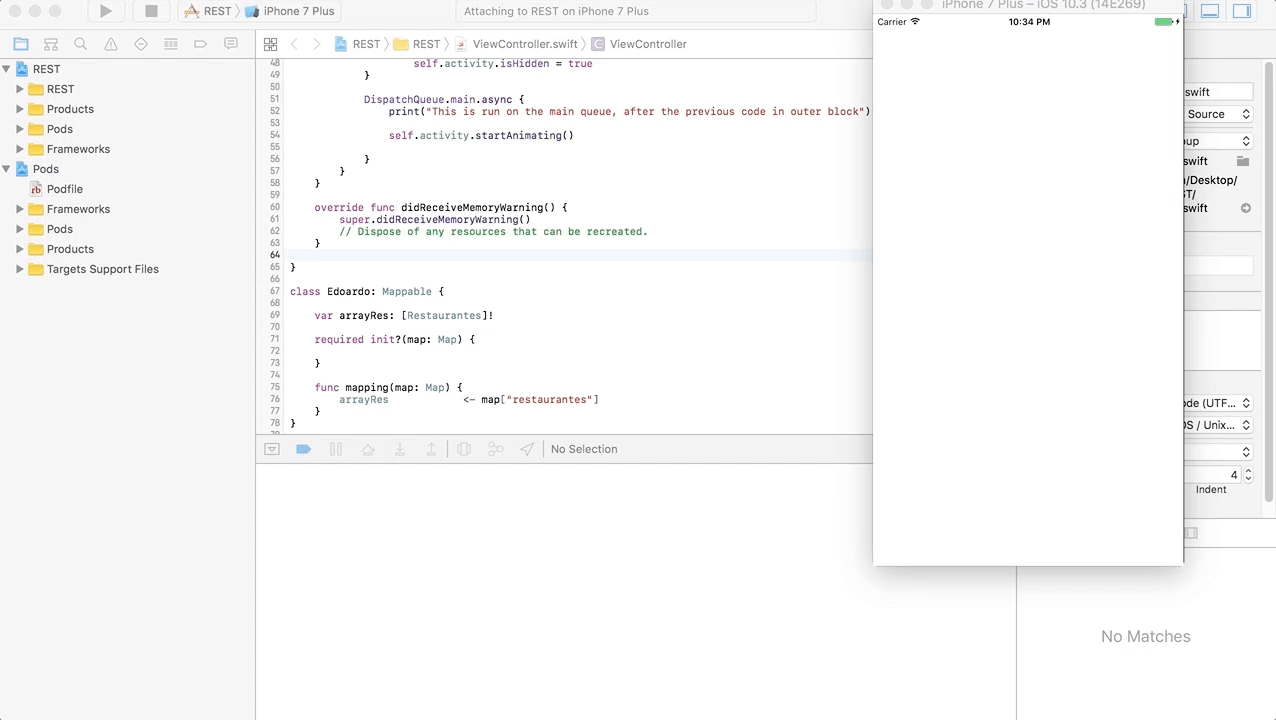 REST 〉 iPhone 7 Plus
Attaching to REST on iPhone 7 Plus
iPhone 7 Plus – iOS 10.3 (14E269)
Carrier
10:34 PM
REST 〉 REST 〉 ViewController.swift 〉 C ViewController
REST
REST
Products
Pods
Frameworks
Pods
rb Podfile
Frameworks
Pods
Products
Targets Support Files
48 self.activity.isHidden = true
49 }
50
51 DispatchQueue.main.async {
52 print("This is run on the main queue, after the previous code in outer block")
53
54 self.activity.startAnimating()
55
56 }
57 }
58 }
59
60 override func didReceiveMemoryWarning() {
61 super.didReceiveMemoryWarning()
62 // Dispose of any resources that can be recreated.
63 }
64
65 }
66
67 class Edoardo: Mappable {
68
69 var arrayRes: [Restaurantes]!
70
71 required init?(map: Map) {
72
73 }
74
75 func mapping(map: Map) {
76 arrayRes <- map["restaurantes"]
77 }
78 }
No Selection
swift
Source
oup
swift
/Desktop/
ST/
swift
ode (UTF...
OS / Unix...
4
Indent
No Matches